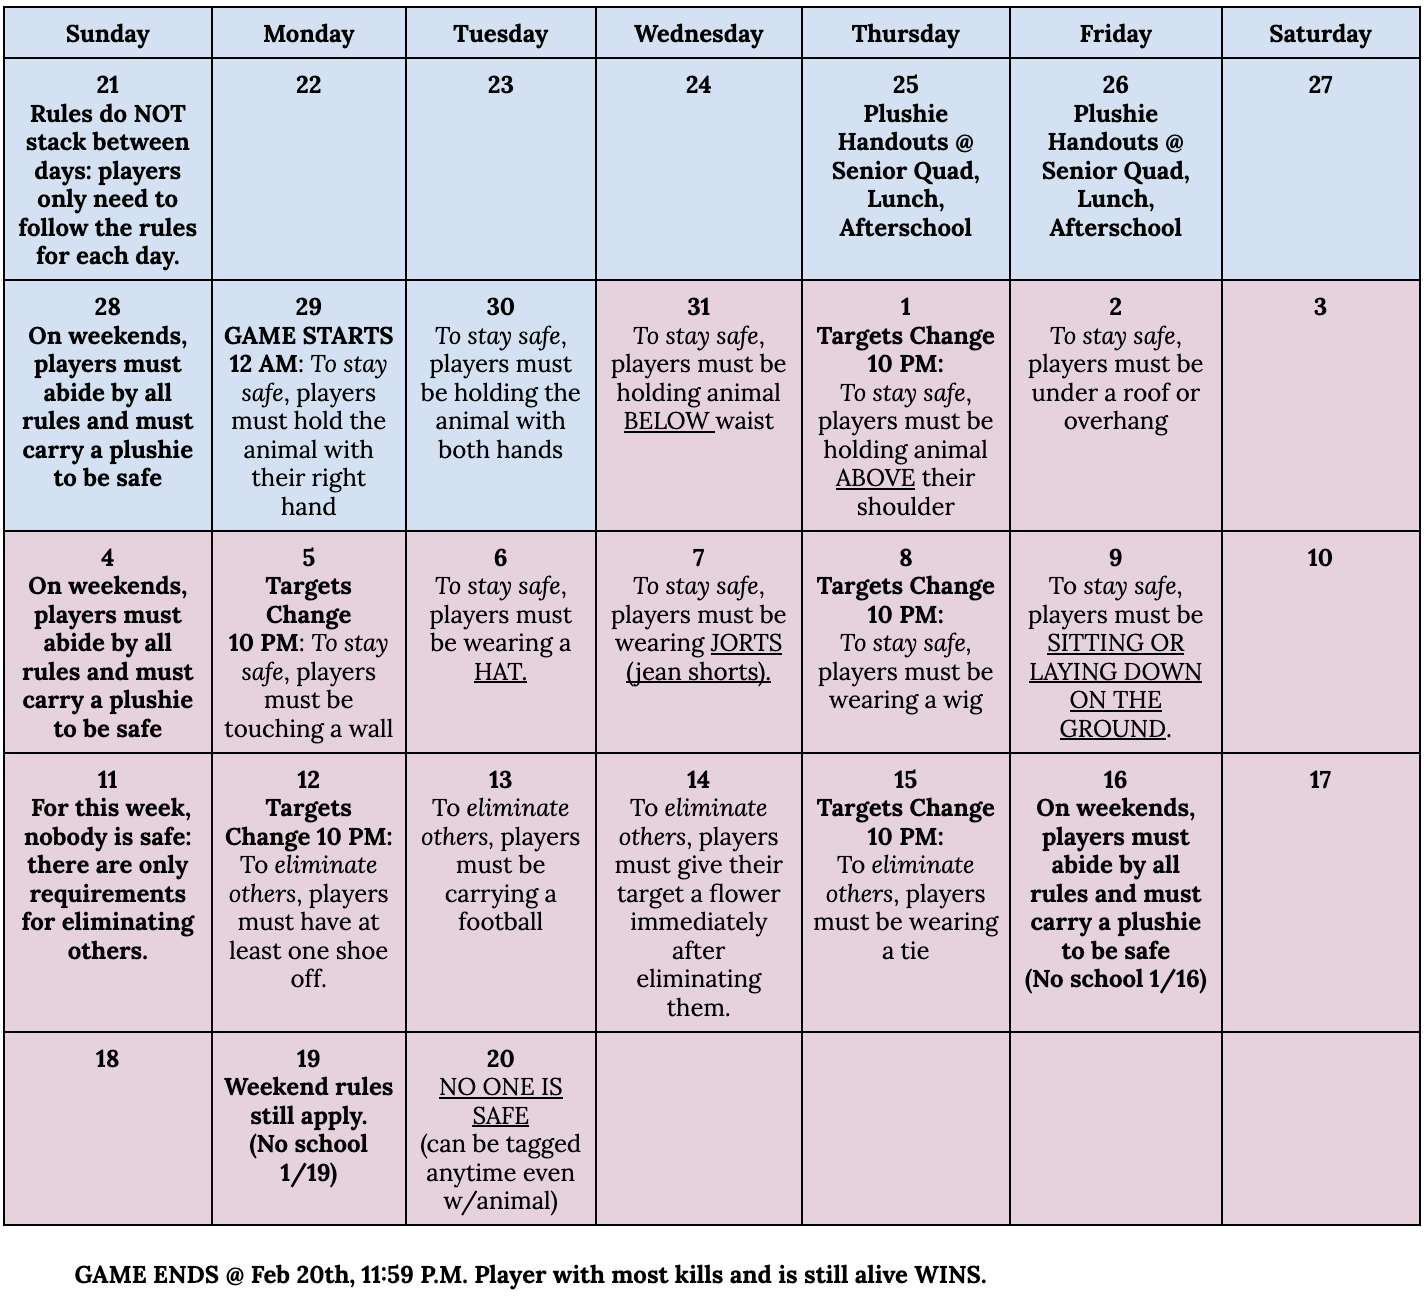 Sunday Monday Tuesday Wednesday Thursday Friday Saturday
21
Rules do NOT
stack between
days: players
only need to
follow the rules
for each day.
22
23
24
25
Plushie
Handouts @
Senior Quad,
Lunch,
Afterschool
26
Plushie
Handouts @
Senior Quad,
Lunch,
Afterschool
27
28
On weekends,
players must
abide by all
rules and must
carry a plushie
to be safe
29
GAME STARTS
12 AM: To stay
safe, players
must hold the
animal with
their right
hand
30
To stay safe,
players must
be holding the
animal with
both hands
31
To stay safe,
players must be
holding animal
BELOW waist
1
Targets Change
10 PM:
To stay safe,
players must be
holding animal
ABOVE their
shoulder
2
To stay safe,
players must be
under a roof or
overhang
3
4
On weekends,
players must
abide by all
rules and must
carry a plushie
to be safe
5
Targets
Change
10 PM: To stay
safe, players
must be
touching a wall
6
To stay safe,
players must
be wearing a
HAT.
7
To stay safe,
players must be
wearing JORTS
(jean shorts).
8
Targets Change
10 PM:
To stay safe,
players must be
wearing a wig
9
To stay safe,
players must be
SITTING OR
LAYING DOWN
ON THE
GROUND.
10
11
For this week,
nobody is safe:
there are only
requirements
for eliminating
others.
12
Targets
Change 10 PM:
To eliminate
others, players
must have at
least one shoe
off.
13
To eliminate
others, players
must be
carrying a
football
14
To eliminate
others, players
must give their
target a flower
immediately
after
eliminating
them.
15
Targets Change
10 PM:
To eliminate
others, players
must be wearing
a tie
16
On weekends,
players must
abide by all
rules and must
carry a plushie
to be safe
(No school 1/16)
17
18
19
Weekend rules
still apply.
(No school
1/19)
20
NO ONE IS
SAFE
(can be tagged
anytime even
w/animal)
GAME ENDS @ Feb 20th, 11:59 P.M. Player with most kills and is still alive WINS.